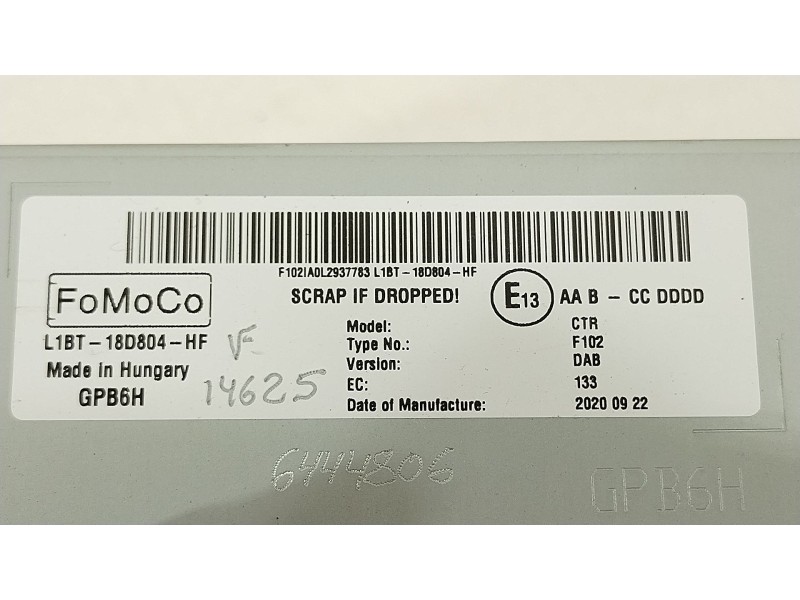 F102IA0L2937783 L1BT-18D804-HF
FoMoCo
SCRAP IF DROPPED!
E13
AA B - CC DDDD
L1BT-18D804-HF
Made in Hungary
GPB6H
VF
14625
Model: CTR
Type No.: F102
Version: DAB
EC: 133
Date of Manufacture: 2020 09 22
6444806
GPB6H